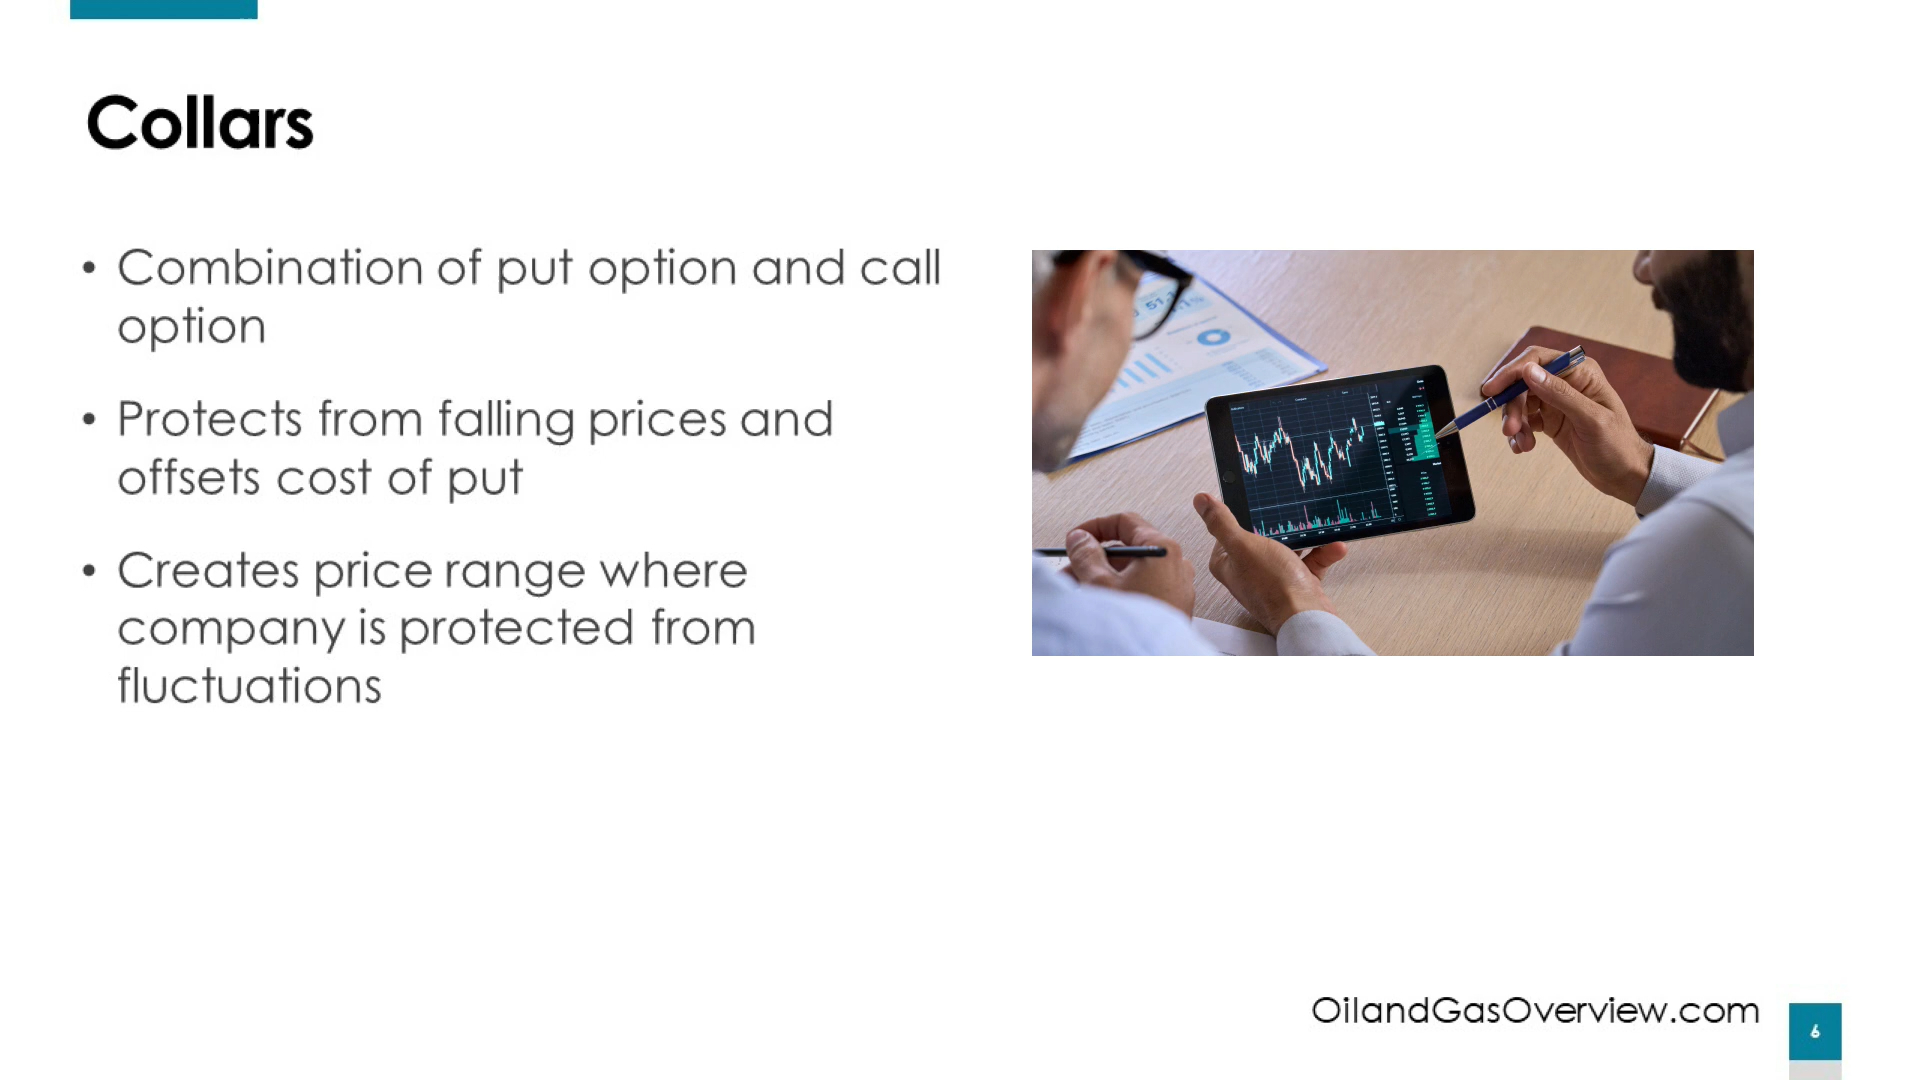 Collars
• Combination of put option and call
option
• Protects from falling prices and
offsets cost of put
• Creates price range where
company is protected from
fluctuations
OilandGasOverview.com
6